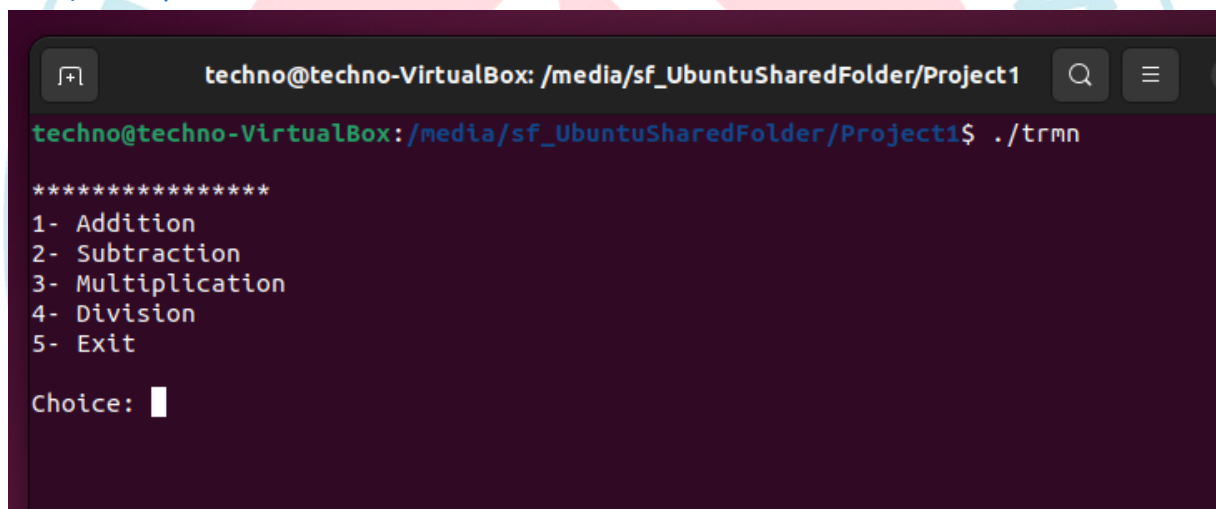 techno@techno-VirtualBox: /media/sf_UbuntuSharedFolder/Project1
techno@techno-VirtualBox:/media/sf_UbuntuSharedFolder/Project1$ ./trmn
****************
1- Addition
2- Subtraction
3- Multiplication
4- Division
5- Exit
Choice: